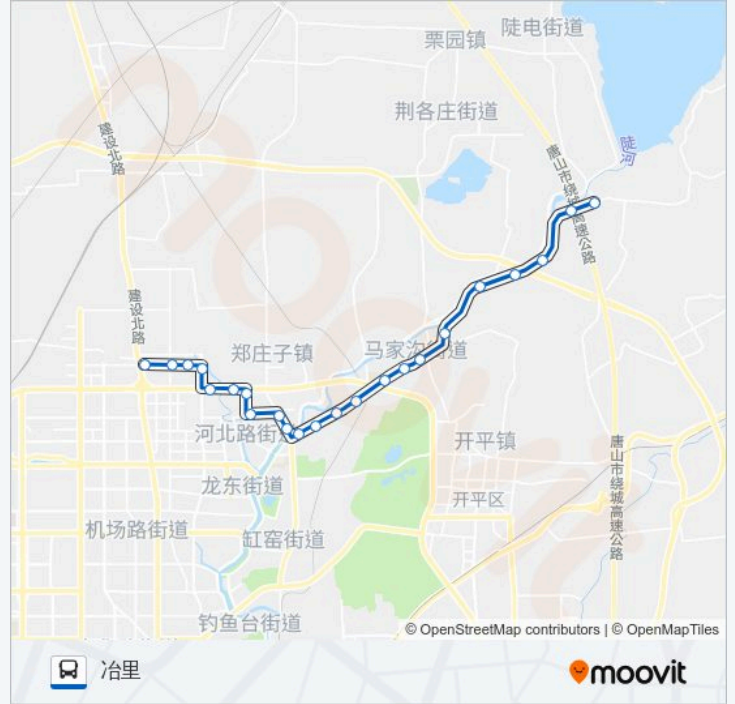 陡电街道
栗园镇
荆各庄街道
陡河
建设北路
唐山市绕城高速公路
建设北路
郑庄子镇
马家沟街道
河北路街道
开平镇
唐山市绕城高速公路
龙东街道
开平区
机场路街道
缸窑街道
钓鱼台街道
© OpenStreetMap contributors | © OpenMapTiles
冶里
moovit